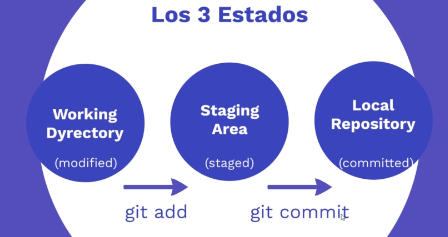 Los 3 Estados
Working
Dyrectory
(modified)
Staging
Area
(staged)
Local
Repository
(committed)
git add
git commit